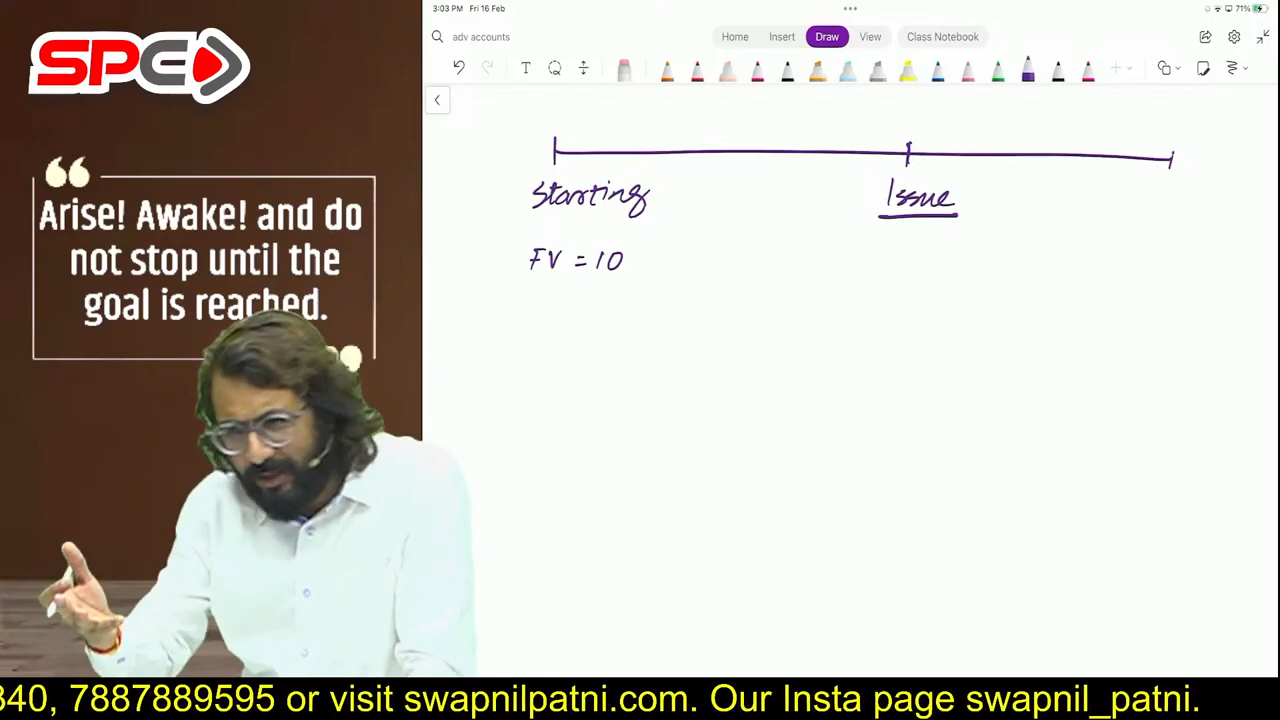 3:03 PM Fri 16 Feb
71%
adv accounts
Home Insert Draw View Class Notebook
SPE
Arise! Awake! and do
not stop until the
goal is reached.
Starting
Issue
FV = 10
840, 7887889595 or visit swapnilpatni.com. Our Insta page swapnil_patni.